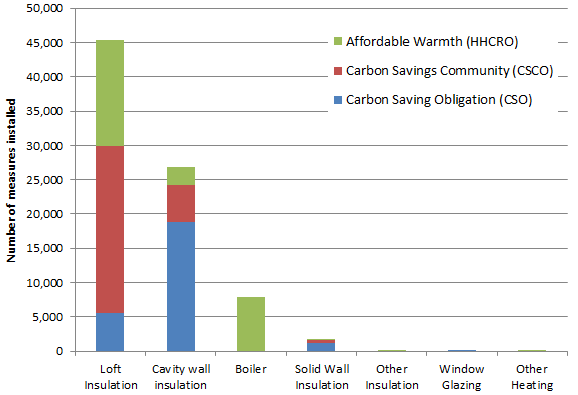 50,000
45,000
40,000
35,000
30,000
25,000
20,000
15,000
10,000
5,000
0
Number of measures installed
Affordable Warmth (HHCRO)
Carbon Savings Community (CSCO)
Carbon Saving Obligation (CSO)
Loft
Insulation
Cavity wall
insulation
Boiler
Solid Wall
Insulation
Other
Insulation
Window
Glazing
Other
Heating